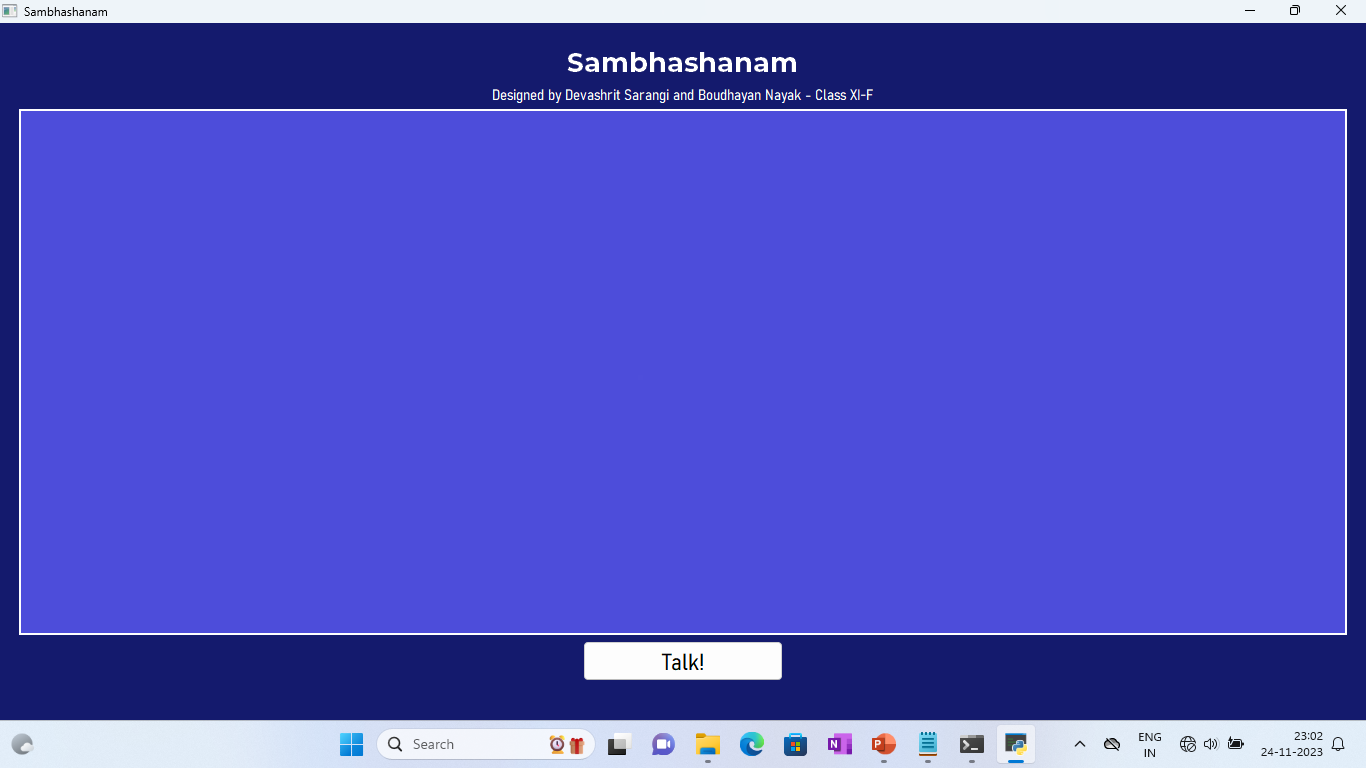 Sambhashanam
Sambhashanam
Designed by Devashrit Sarangi and Boudhayan Nayak - Class XI-F
Talk!
Search
ENG
IN
23:02
24-11-2023